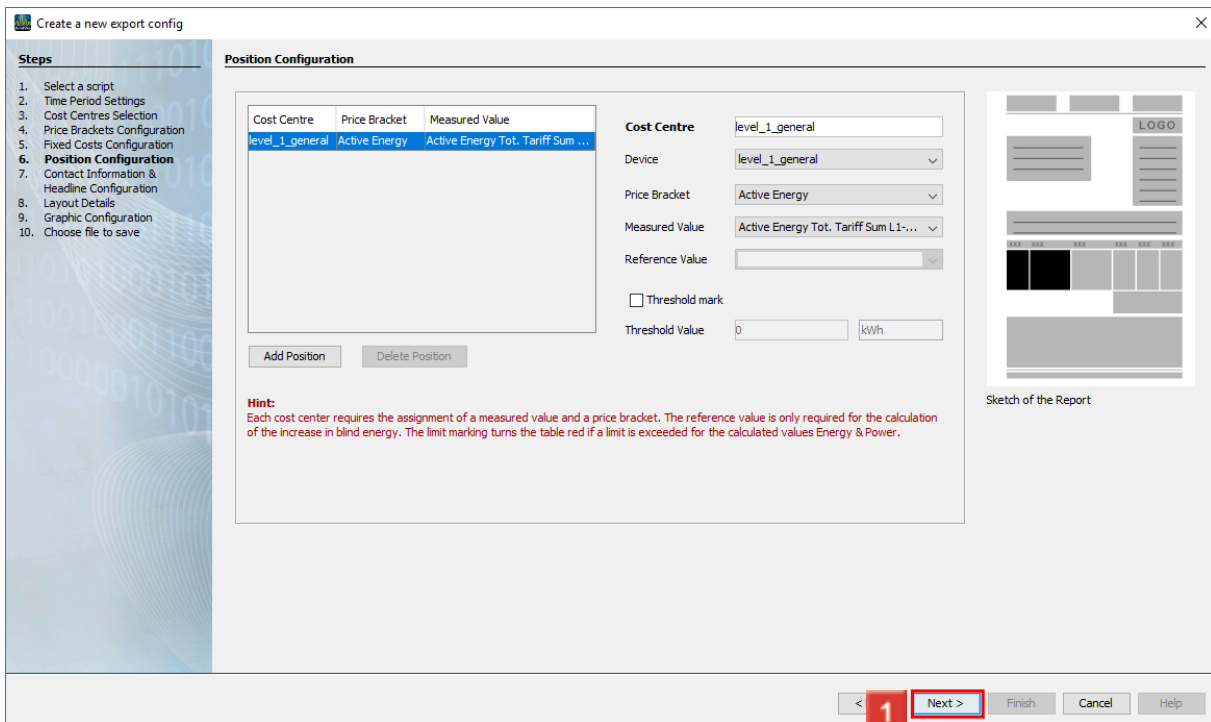 Create a new export config
Steps
1. Select a script
2. Time Period Settings
3. Cost Centres Selection
4. Price Brackets Configuration
5. Fixed Costs Configuration
6. Position Configuration
7. Contact Information &
Headline Configuration
8. Layout Details
9. Graphic Configuration
10. Choose file to save
Position Configuration
Cost Centre Price Bracket Measured Value
level_1_general Active Energy Active Energy Tot. Tariff Sum ...
Add Position Delete Position
Cost Centre level_1_general
Device level_1_general
Price Bracket Active Energy
Measured Value Active Energy Tot. Tariff Sum L1-...
Reference Value
Threshold mark
Threshold Value 0 kWh
Hint:
Each cost center requires the assignment of a measured value and a price bracket. The reference value is only required for the calculation
of the increase in blind energy. The limit marking turns the table red if a limit is exceeded for the calculated values Energy & Power.
LOGO
xxx xxx xxx xxx xxx xxx
Sketch of the Report
< 1 Next > Finish Cancel Help